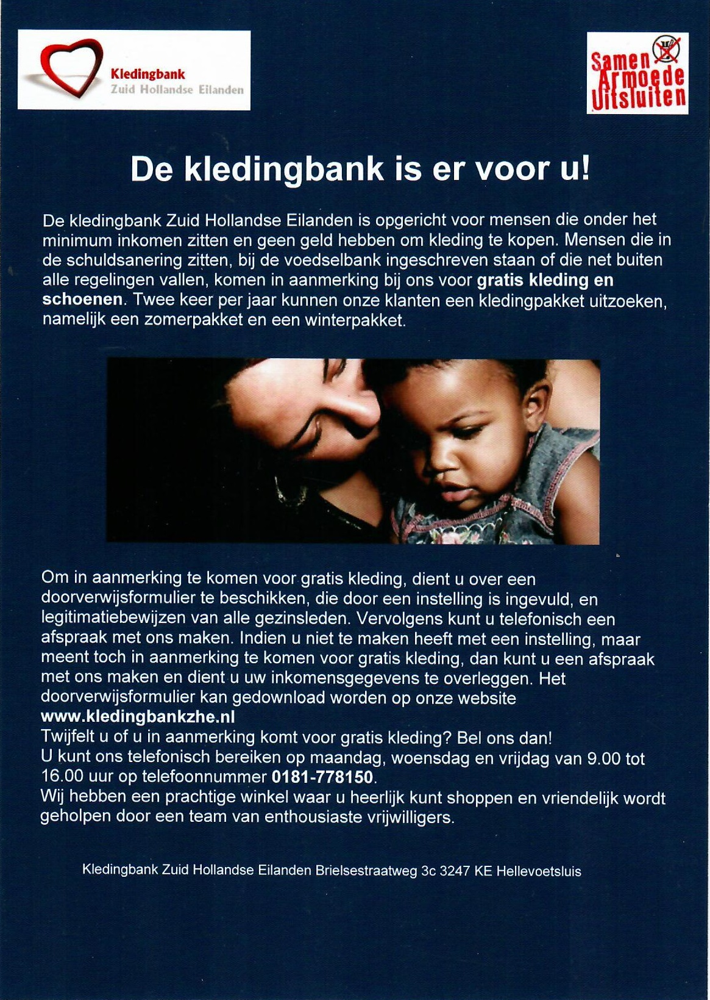 Kledingbank
Zuid Hollandse Eilanden
Samen
Armoede
Uitsluiten
De kledingbank is er voor u!
De kledingbank Zuid Hollandse Eilanden is opgericht voor mensen die onder het
minimum inkomen zitten en geen geld hebben om kleding te kopen. Mensen die in
de schuldsanering zitten, bij de voedselbank ingeschreven staan of die net buiten
alle regelingen vallen, komen in aanmerking bij ons voor gratis kleding en
schoenen. Twee keer per jaar kunnen onze klanten een kledingpakket uitzoeken,
namelijk een zomerpakket en een winterpakket.
Om in aanmerking te komen voor gratis kleding, dient u over een
doorverwijsformulier te beschikken, die door een instelling is ingevuld, en
legitimatiebewijzen van alle gezinsleden. Vervolgens kunt u telefonisch een
afspraak met ons maken. Indien u niet te maken heeft met een instelling, maar
meent toch in aanmerking te komen voor gratis kleding, dan kunt u een afspraak
met ons maken en dient u uw inkomensgegevens te overleggen. Het
doorverwijsformulier kan gedownload worden op onze website
www.kledingbankzhe.nl
Twijfelt u of u in aanmerking komt voor gratis kleding? Bel ons dan!
U kunt ons telefonisch bereiken op maandag, woensdag en vrijdag van 9.00 tot
16.00 uur op telefoonnummer 0181-778150.
Wij hebben een prachtige winkel waar u heerlijk kunt shoppen en vriendelijk wordt
geholpen door een team van enthousiaste vrijwilligers.
Kledingbank Zuid Hollandse Eilanden Brielsestraatweg 3c 3247 KE Hellevoetsluis